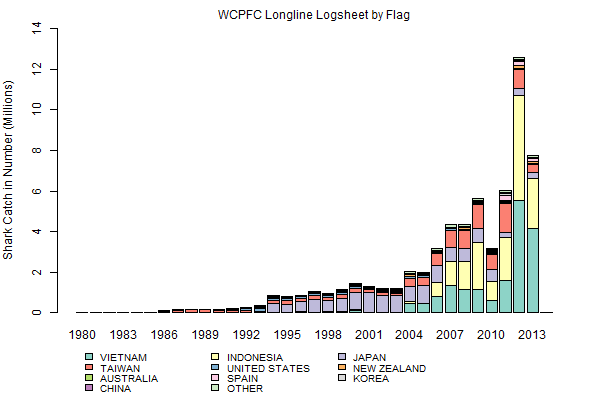 WCPFC Longline Logsheet by Flag
Shark Catch in Number (Millions)
14
12
10
8
6
4
2
0
1980 1983 1986 1989 1992 1995 1998 2001 2004 2007 2010 2013
VIETNAM INDONESIA JAPAN
TAIWAN UNITED STATES NEW ZEALAND
AUSTRALIA SPAIN KOREA
CHINA OTHER